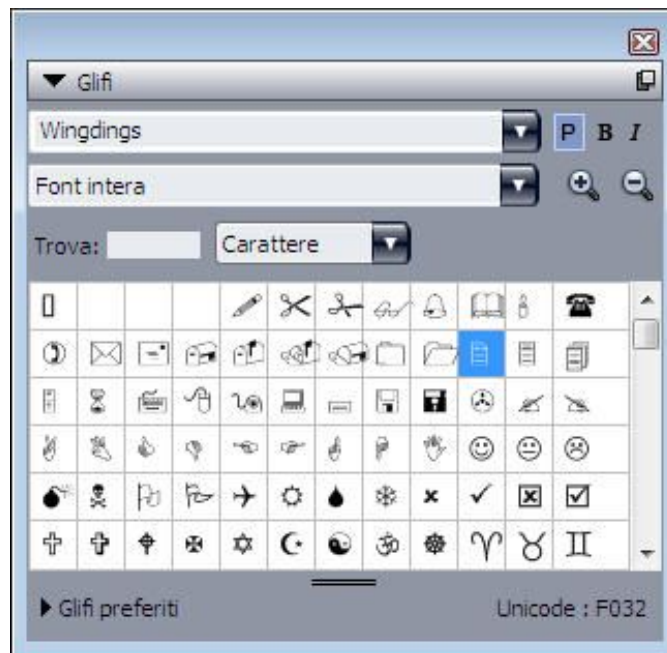 Glifi
Wingdings
P B I
Font intera
Trova:
Carattere
Glifi preferiti
Unicode : F032